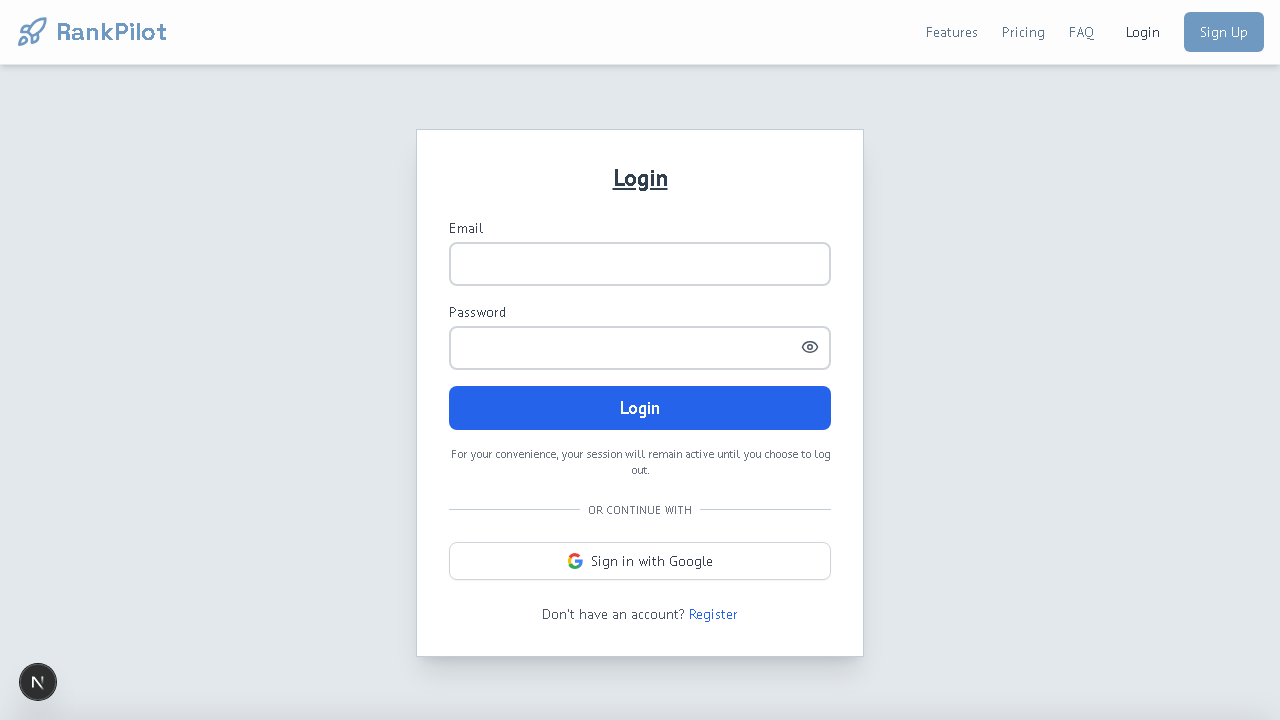 RankPilot
Features
Pricing
FAQ
Login
Sign Up
Login
Email
Password
Login
For your convenience, your session will remain active until you choose to log
out.
OR CONTINUE WITH
Sign in with Google
Don't have an account? Register
N